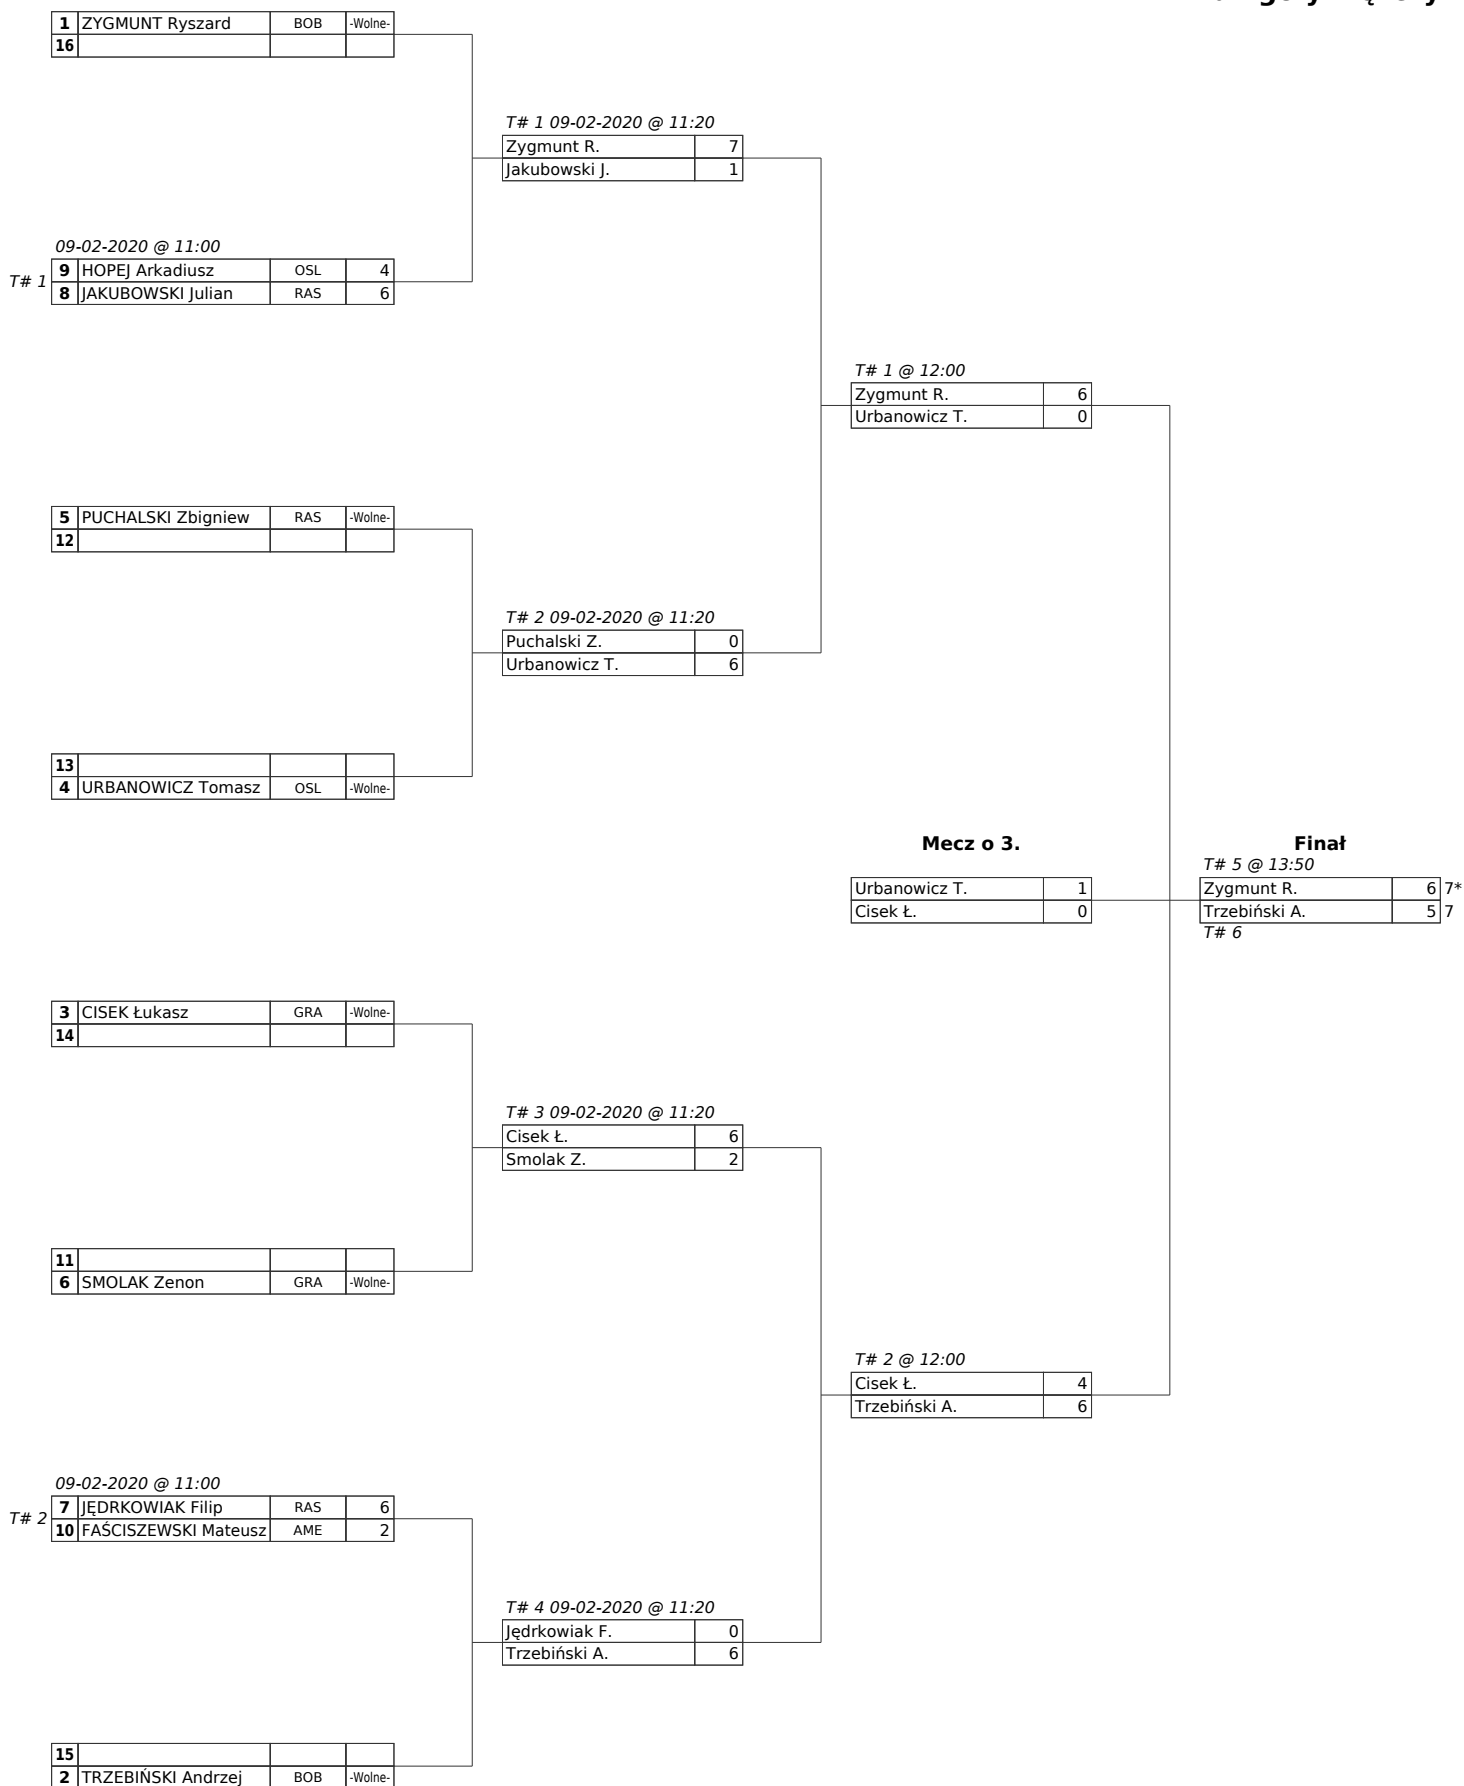 1 ZYGMUNT Ryszard BOB -Wolne-
16
T# 1 09-02-2020 @ 11:20
Zygmunt R. 7
Jakubowski J. 1
09-02-2020 @ 11:00
T# 1
9 HOPEJ Arkadiusz OSL 4
8 JAKUBOWSKI Julian RAS 6
T# 1 @ 12:00
Zygmunt R. 6
Urbanowicz T. 0
5 PUCHALSKI Zbigniew RAS -Wolne-
12
T# 2 09-02-2020 @ 11:20
Puchalski Z. 0
Urbanowicz T. 6
13
4 URBANOWICZ Tomasz OSL -Wolne-
Mecz o 3.
Urbanowicz T. 1
Cisek Ł. 0
Finał
T# 5 @ 13:50
Zygmunt R. 6 7*
Trzebiński A. 5 7
T# 6
3 CISEK Łukasz GRA -Wolne-
14
T# 3 09-02-2020 @ 11:20
Cisek Ł. 6
Smolak Z. 2
11
6 SMOLAK Zenon GRA -Wolne-
T# 2 @ 12:00
Cisek Ł. 4
Trzebiński A. 6
09-02-2020 @ 11:00
T# 2
7 JĘDRKOWIAK Filip RAS 6
10 FAŚCISZEWSKI Mateusz AME 2
T# 4 09-02-2020 @ 11:20
Jędrkowiak F. 0
Trzebiński A. 6
15
2 TRZEBIŃSKI Andrzej BOB -Wolne-